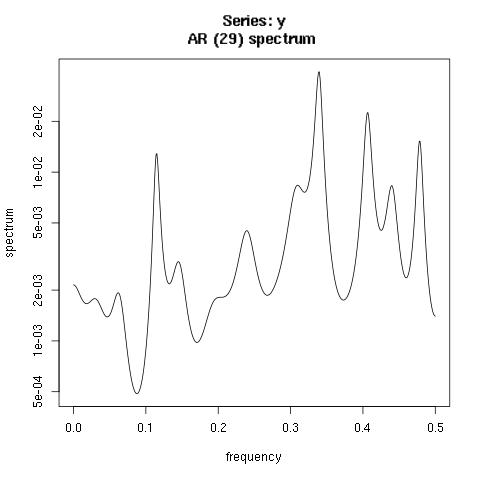 Series: y
AR (29) spectrum
spectrum
2e-02
1e-02
5e-03
2e-03
1e-03
5e-04
0.0 0.1 0.2 0.3 0.4 0.5
frequency